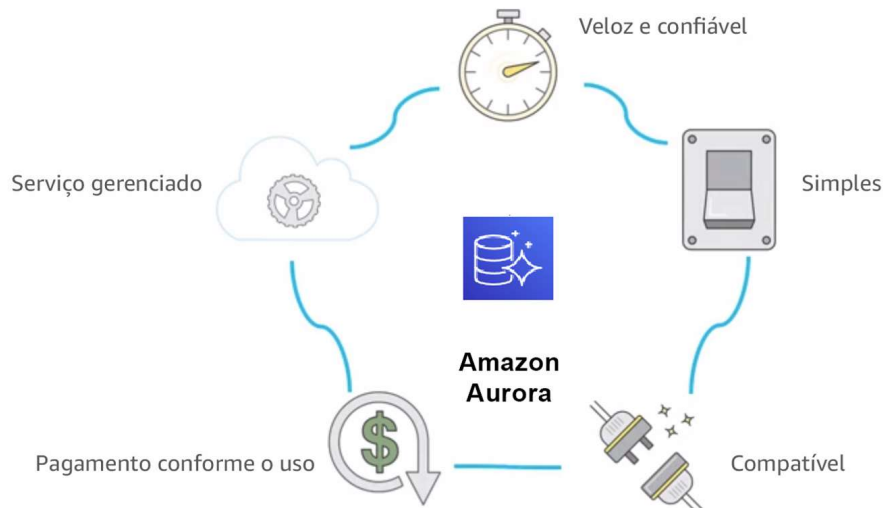 Veloz e confiável
Serviço gerenciado
Simples
Amazon
Aurora
Pagamento conforme o uso
Compatível